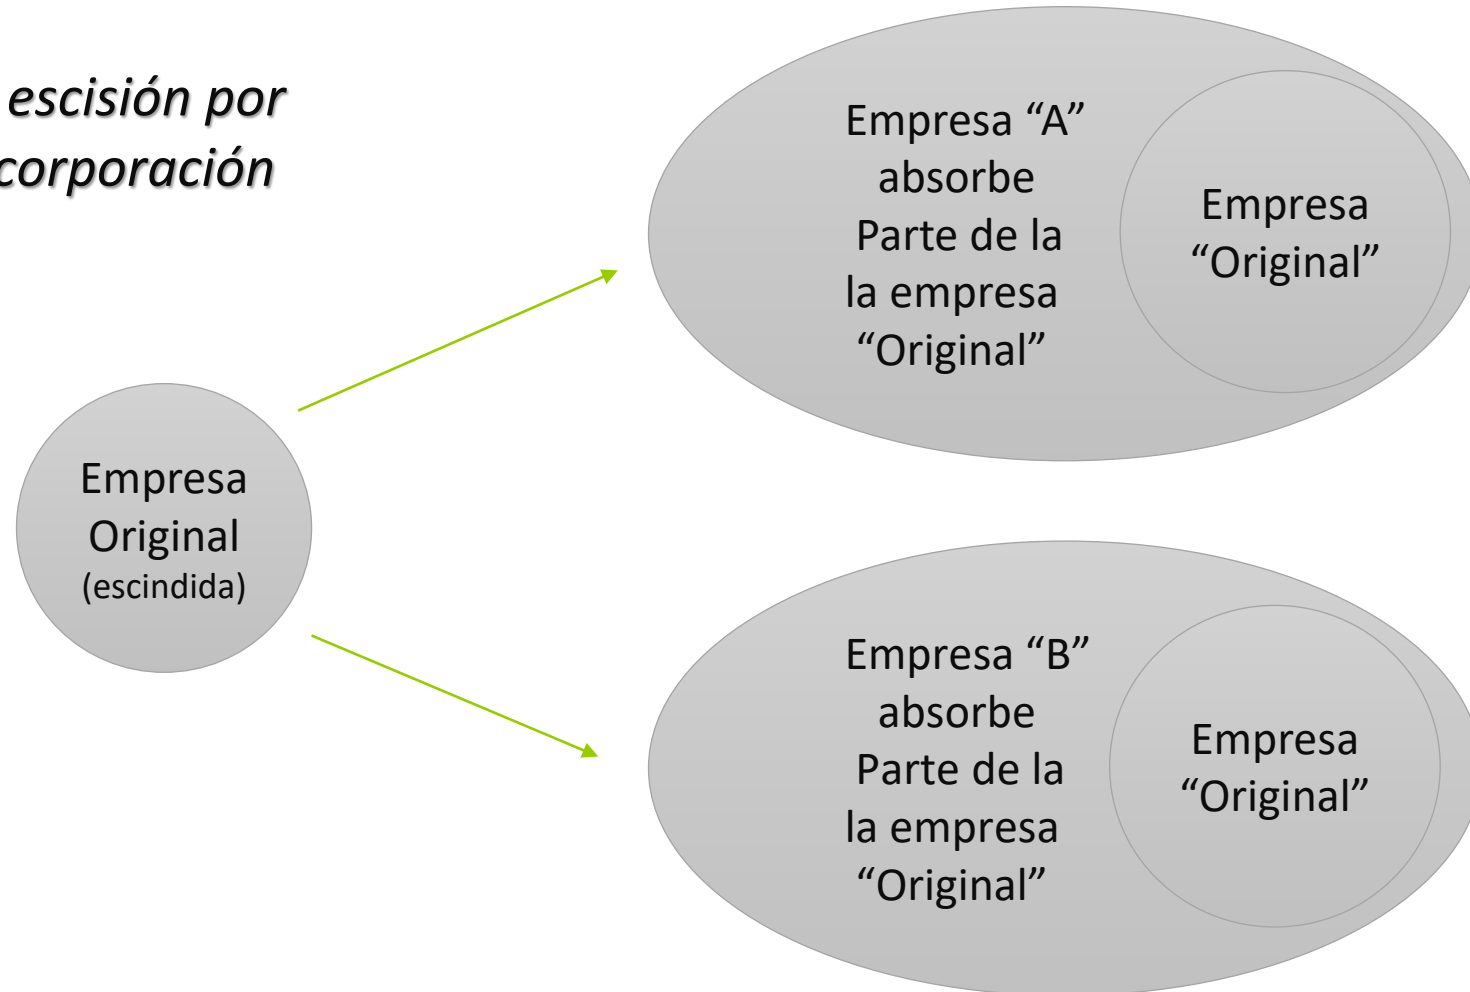 escisión por
corporación
Empresa “A”
absorbe
Parte de la
la empresa
“Original”
Empresa
“Original”
Empresa
Original
(escindida)
Empresa “B”
absorbe
Parte de la
la empresa
“Original”
Empresa
“Original”